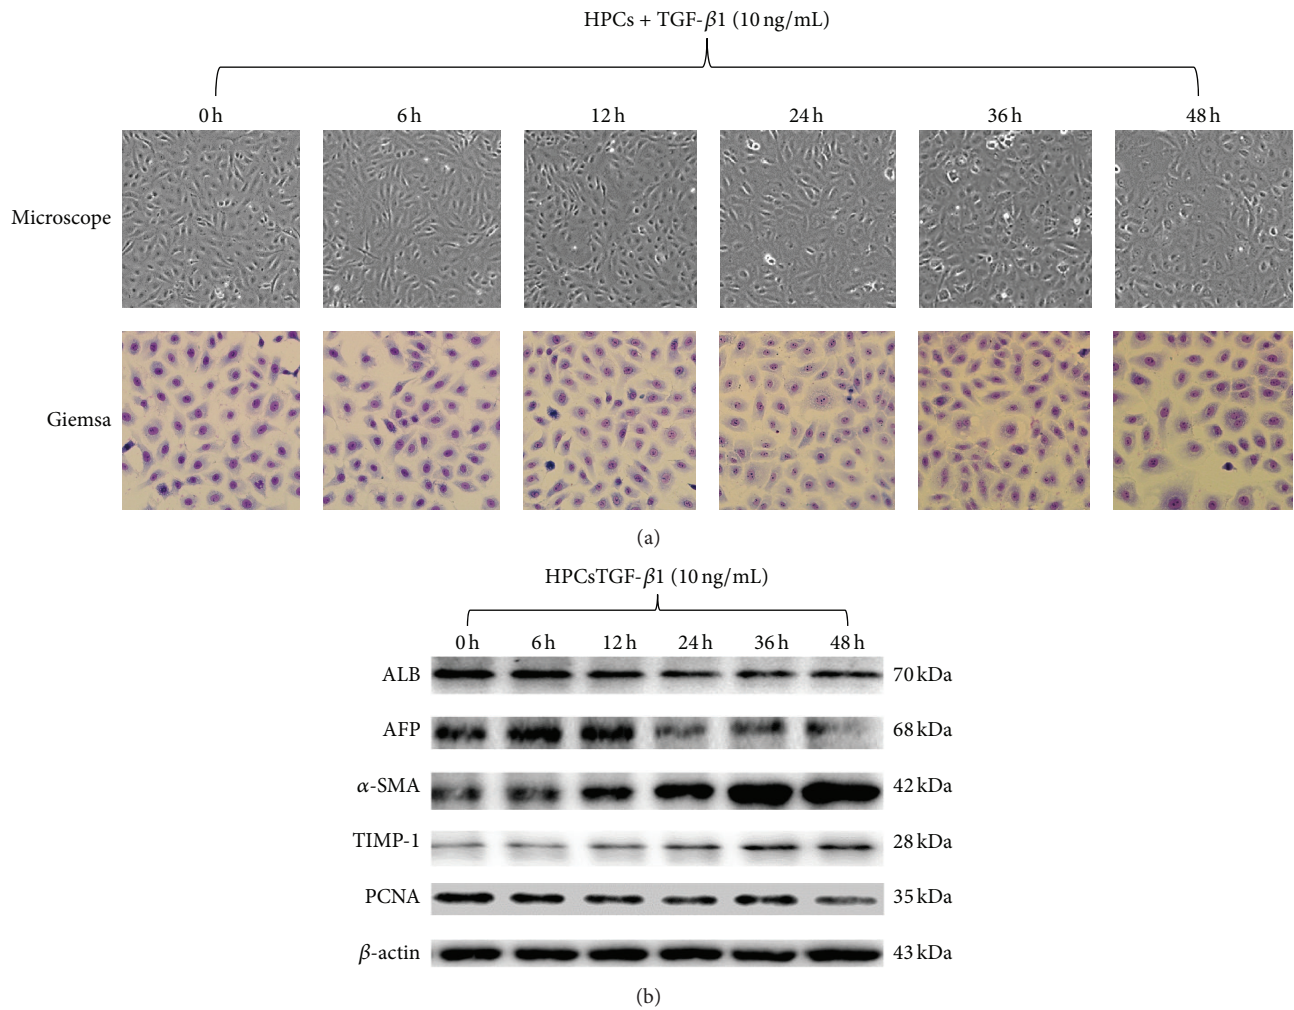 HPCs + TGF-β1 (10 ng/mL)
0 h 6 h 12 h 24 h 36 h 48 h
Microscope
Giemsa
(a)
HPCsTGF-β1 (10 ng/mL)
0 h 6 h 12 h 24 h 36 h 48 h
ALB 70 kDa
AFP 68 kDa
α-SMA 42 kDa
TIMP-1 28 kDa
PCNA 35 kDa
β-actin 43 kDa
(b)